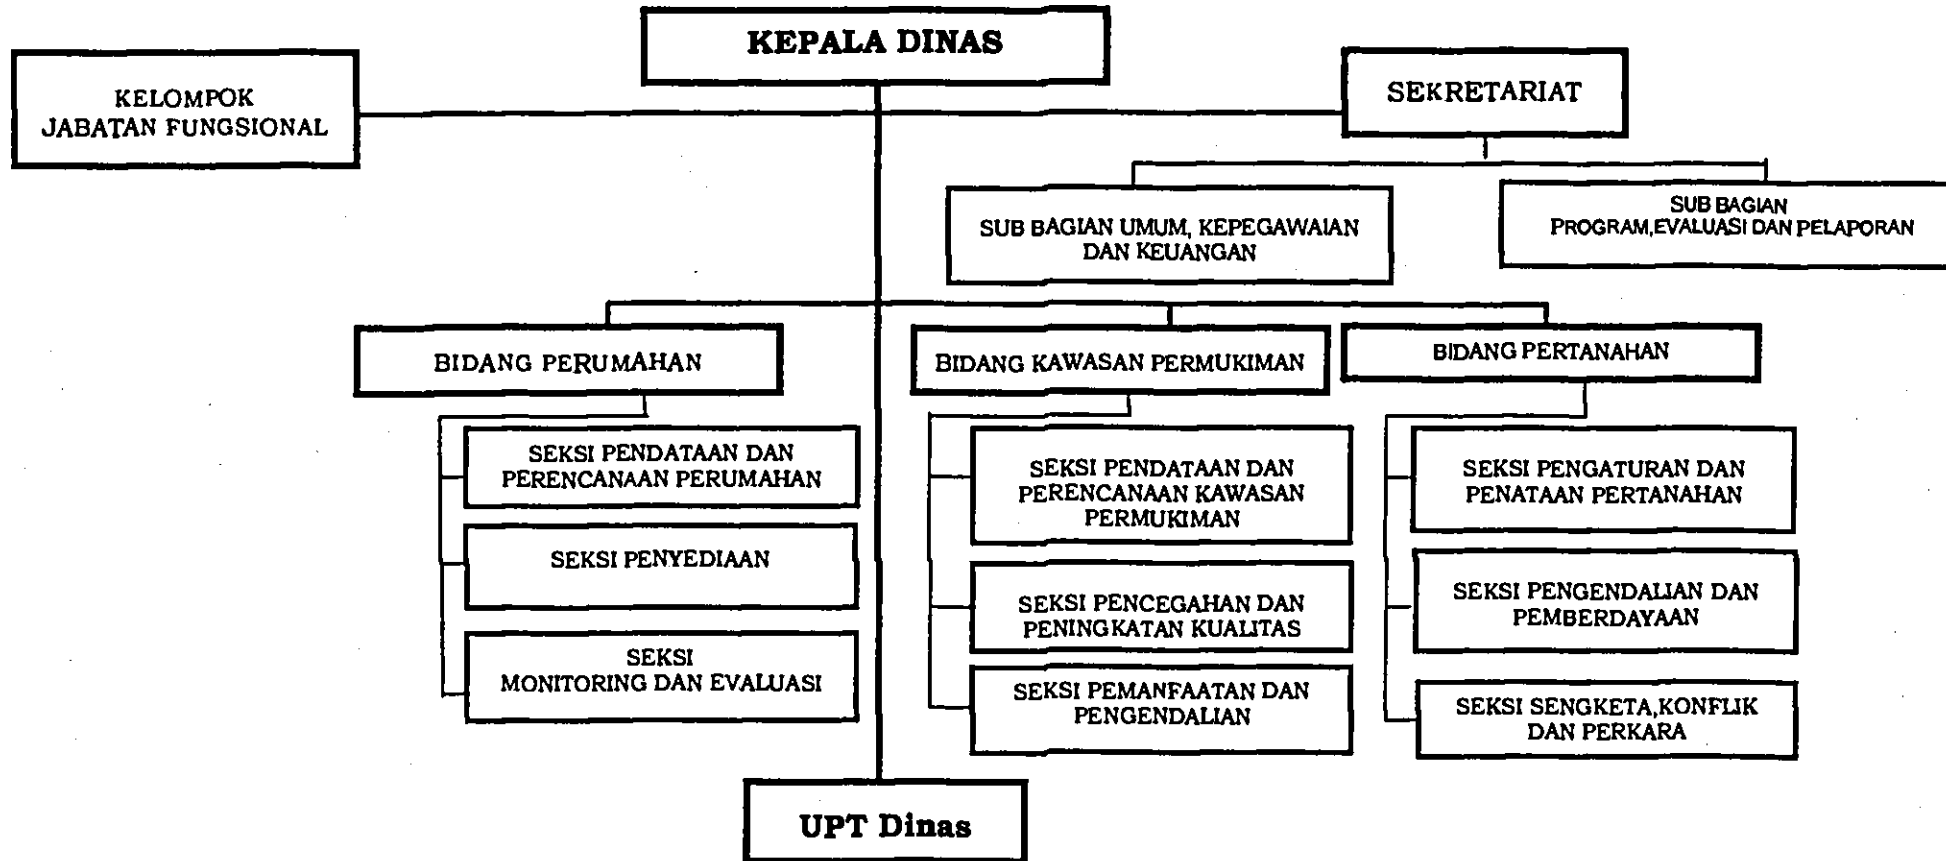 KEPALA DINAS
KELOMPOK
JABATAN FUNGSIONAL
SEKRETARIAT
SUB BAGIAN UMUM, KEPEGAWAIAN
DAN KEUANGAN
SUB BAGIAN
PROGRAM,EVALUASI DAN PELAPORAN
BIDANG PERUMAHAN
BIDANG KAWASAN PERMUKIMAN
BIDANG PERTANAHAN
SEKSI PENDATAAN DAN
PERENCANAAN PERUMAHAN
SEKSI PENYEDIAAN
SEKSI
MONITORING DAN EVALUASI
SEKSI PENDATAAN DAN
PERENCANAAN KAWASAN
PERMUKIMAN
SEKSI PENCEGAHAN DAN
PENINGKATAN KUALITAS
SEKSI PEMANFAATAN DAN
PENGENDALIAN
SEKSI PENGATURAN DAN
PENATAAN PERTANAHAN
SEKSI PENGENDALIAN DAN
PEMBERDAYAAN
SEKSI SENGKETA,KONFLIK
DAN PERKARA
UPT Dinas